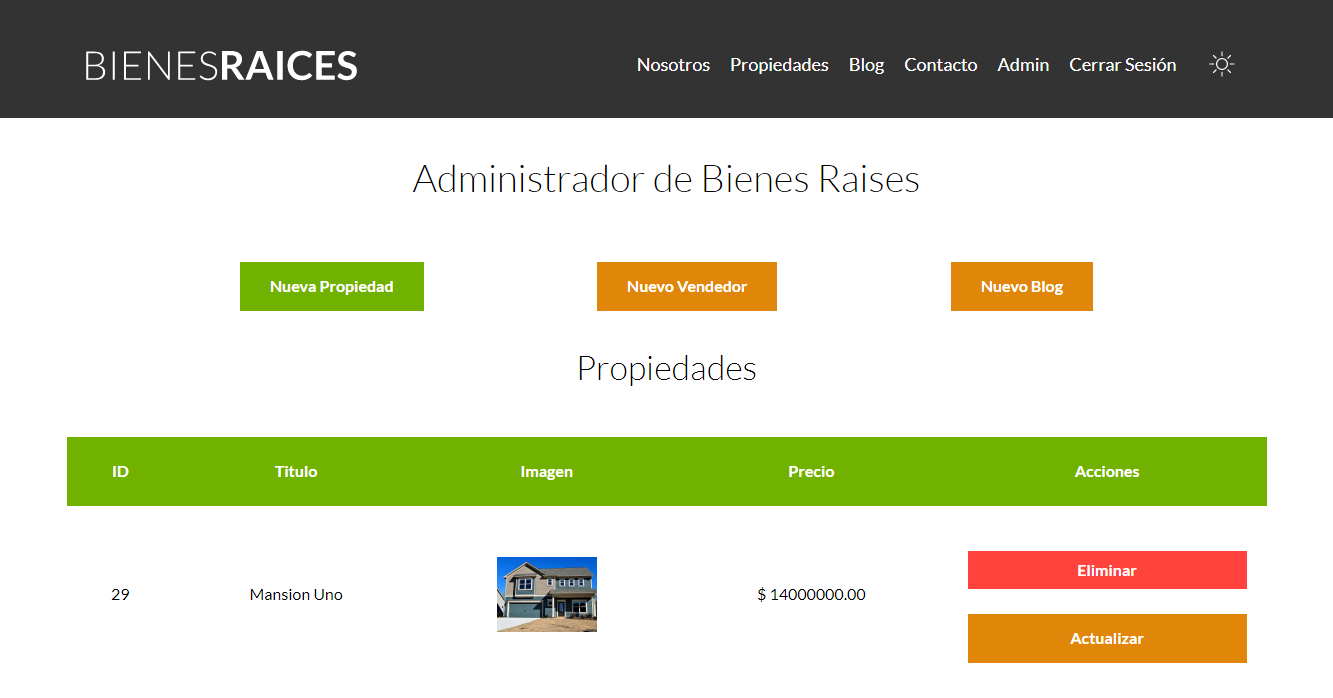 BIENESRAICES
Nosotros Propiedades Blog Contacto Admin Cerrar Sesión
Administrador de Bienes Raises
Nueva Propiedad Nuevo Vendedor Nuevo Blog
Propiedades
ID Titulo Imagen Precio Acciones
29 Mansion Uno $ 14000000.00 Eliminar
Actualizar